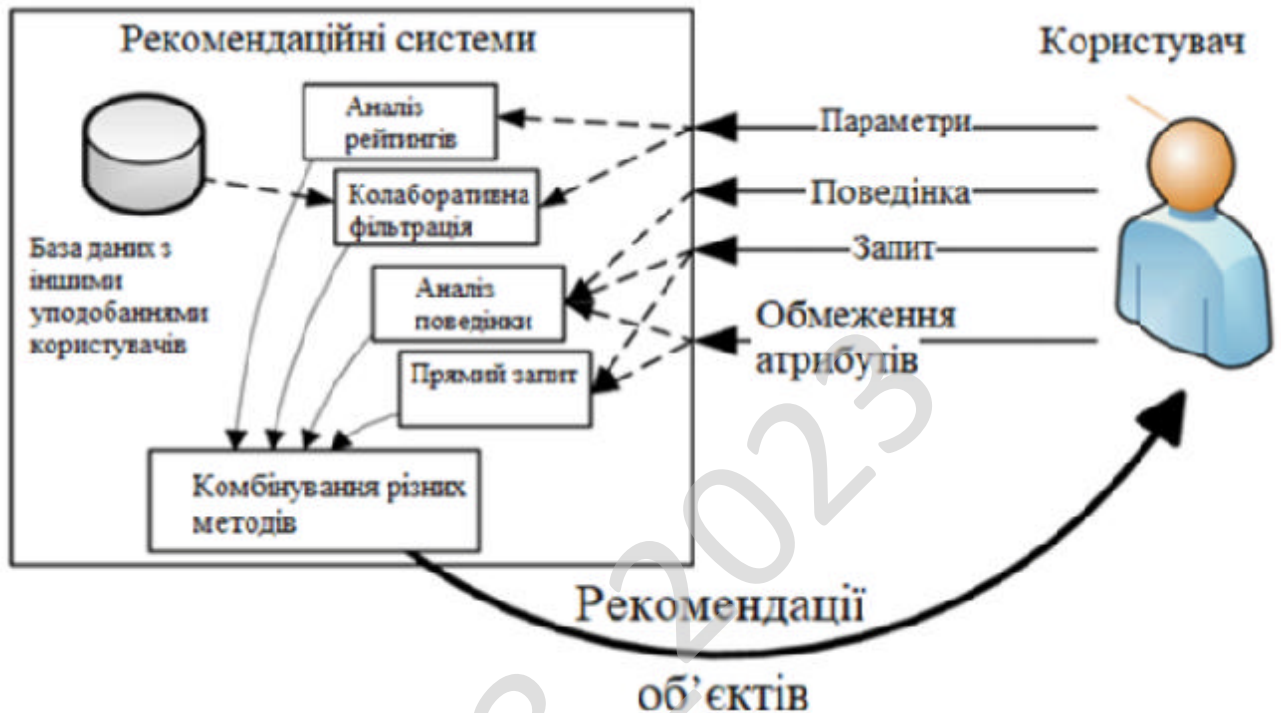 Рекомендаційні системи
Користувач
Аналіз
рейтингів
Колаборативна
фільтрація
База даних з
іншими
уподобаннями
користувачів
Аналіз
поведінки
Прямий запит
Комбінування різних
методів
Параметри
Поведінка
Запит
Обмеження
атрибутів
Рекомендації
об’єктів
2023